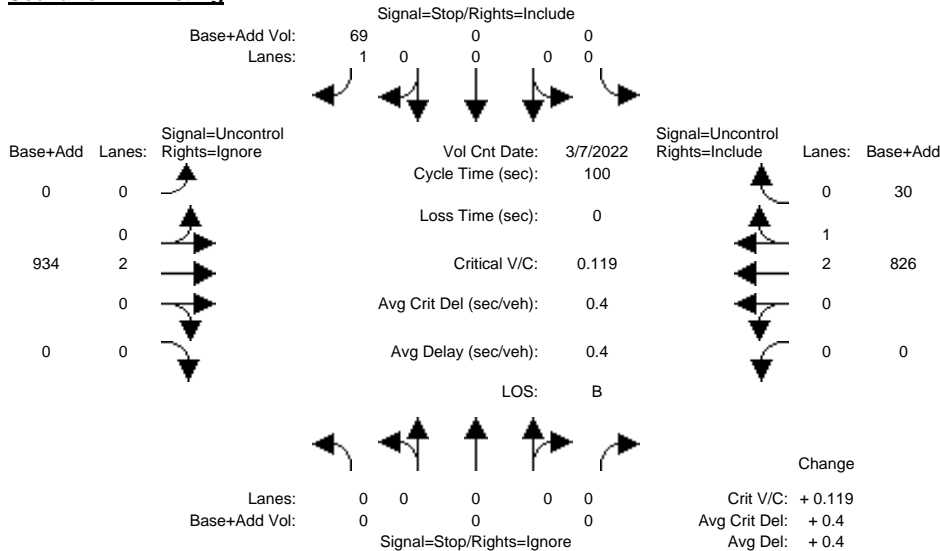 Signal=Stop/Rights=Include
Base+Add Vol: 69 0 0
Lanes: 1 0 0 0 0
Signal=Uncontrol
Rights=Ignore
Signal=Uncontrol
Rights=Include
Base+Add Lanes:
Vol Cnt Date: 3/7/2022
Lanes: Base+Add
Cycle Time (sec): 100
0 0
0 30
Loss Time (sec): 0
0
1
934 2
Critical V/C: 0.119
2 826
0
Avg Crit Del (sec/veh): 0.4
0
0 0
Avg Delay (sec/veh): 0.4
0 0
LOS: B
Change
Lanes: 0 0 0 0 0
Crit V/C: + 0.119
Base+Add Vol: 0 0 0
Avg Crit Del: + 0.4
Signal=Stop/Rights=Ignore
Avg Del: + 0.4